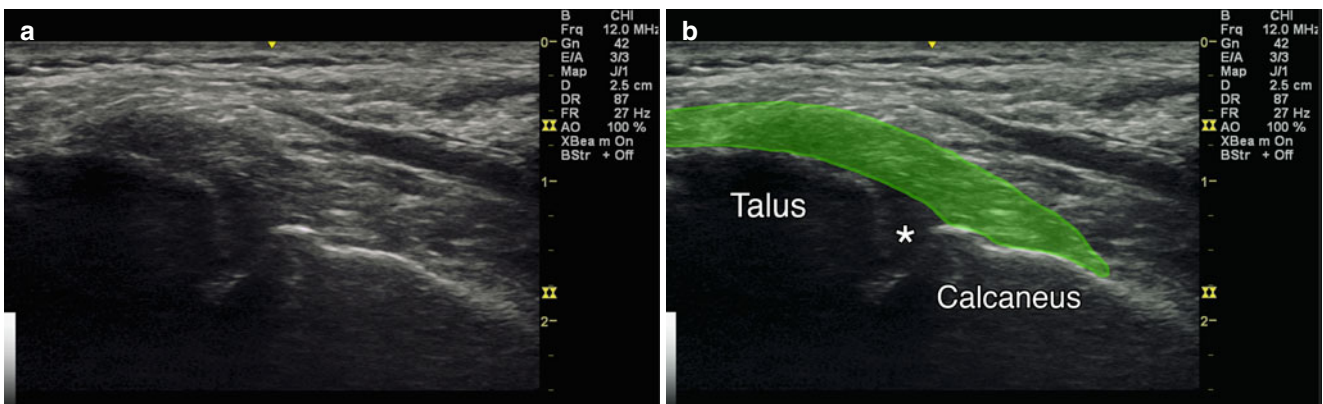 a
B CHI
Frq 12.0 MHz
Gn 42
E/A 3/3
Map J/1
D 2.5 cm
DR 87
FR 27 Hz
AO 100 %
XBeam On
BStr + Off
0
1
2
b
B CHI
Frq 12.0 MHz
Gn 42
E/A 3/3
Map J/1
D 2.5 cm
DR 87
FR 27 Hz
AO 100 %
XBeam On
BStr + Off
0
1
2
Talus
*
Calcaneus